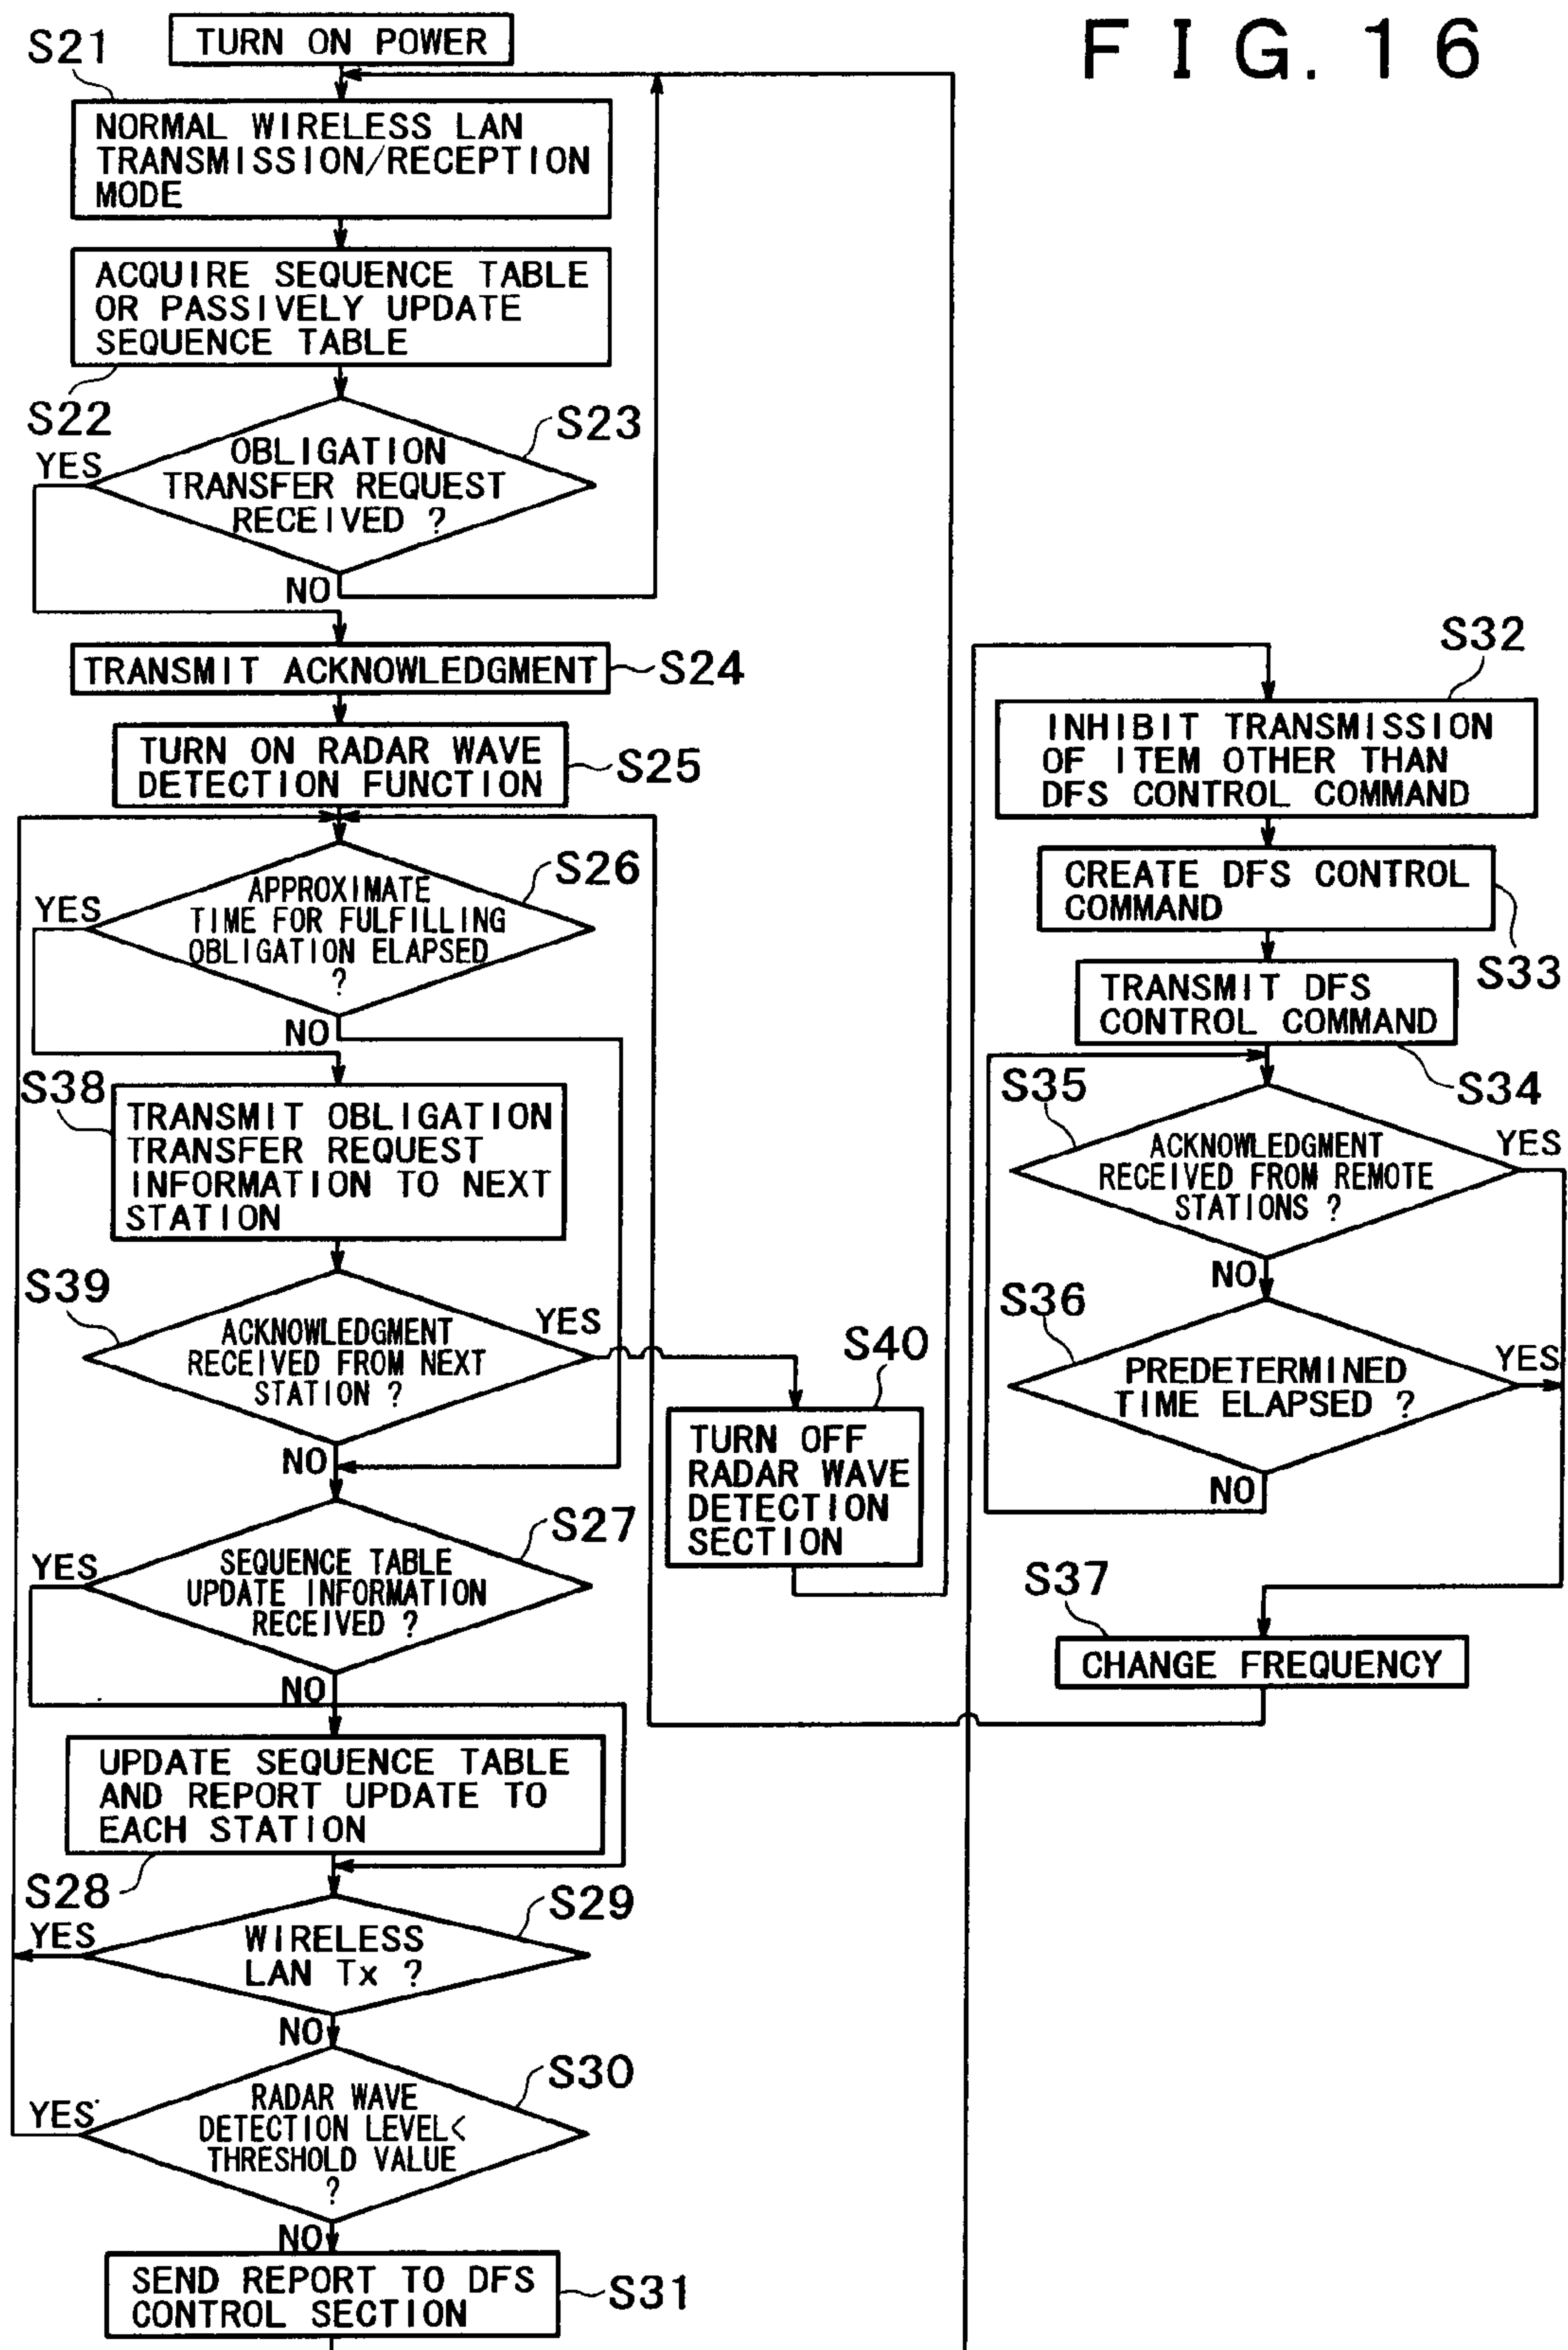 FIG. 16
TURN ON POWER
S21
NORMAL WIRELESS LAN
TRANSMISSION/RECEPTION
MODE
ACQUIRE SEQUENCE TABLE
OR PASSIVELY UPDATE
SEQUENCE TABLE
S22
S23
OBLIGATION
TRANSFER REQUEST
RECEIVED ?
YES
NO
TRANSMIT ACKNOWLEDGMENT
S24
TURN ON RADAR WAVE
DETECTION FUNCTION
S25
S26
APPROXIMATE
TIME FOR FULFILLING
OBLIGATION ELAPSED
?
YES
NO
S38
TRANSMIT OBLIGATION
TRANSFER REQUEST
INFORMATION TO NEXT
STATION
S39
ACKNOWLEDGMENT
RECEIVED FROM NEXT
STATION ?
YES
NO
S40
TURN OFF
RADAR WAVE
DETECTION
SECTION
S27
SEQUENCE TABLE
UPDATE INFORMATION
RECEIVED ?
YES
NO
UPDATE SEQUENCE TABLE
AND REPORT UPDATE TO
EACH STATION
S28
S29
WIRELESS
LAN Tx ?
YES
NO
S30
RADAR WAVE
DETECTION LEVEL<
THRESHOLD VALUE
?
YES
NO
SEND REPORT TO DFS
CONTROL SECTION
S31
S32
INHIBIT TRANSMISSION
OF ITEM OTHER THAN
DFS CONTROL COMMAND
CREATE DFS CONTROL
COMMAND
S33
TRANSMIT DFS
CONTROL COMMAND
S34
S35
ACKNOWLEDGMENT
RECEIVED FROM REMOTE
STATIONS ?
YES
NO
S36
PREDETERMINED
TIME ELAPSED ?
YES
NO
S37
CHANGE FREQUENCY